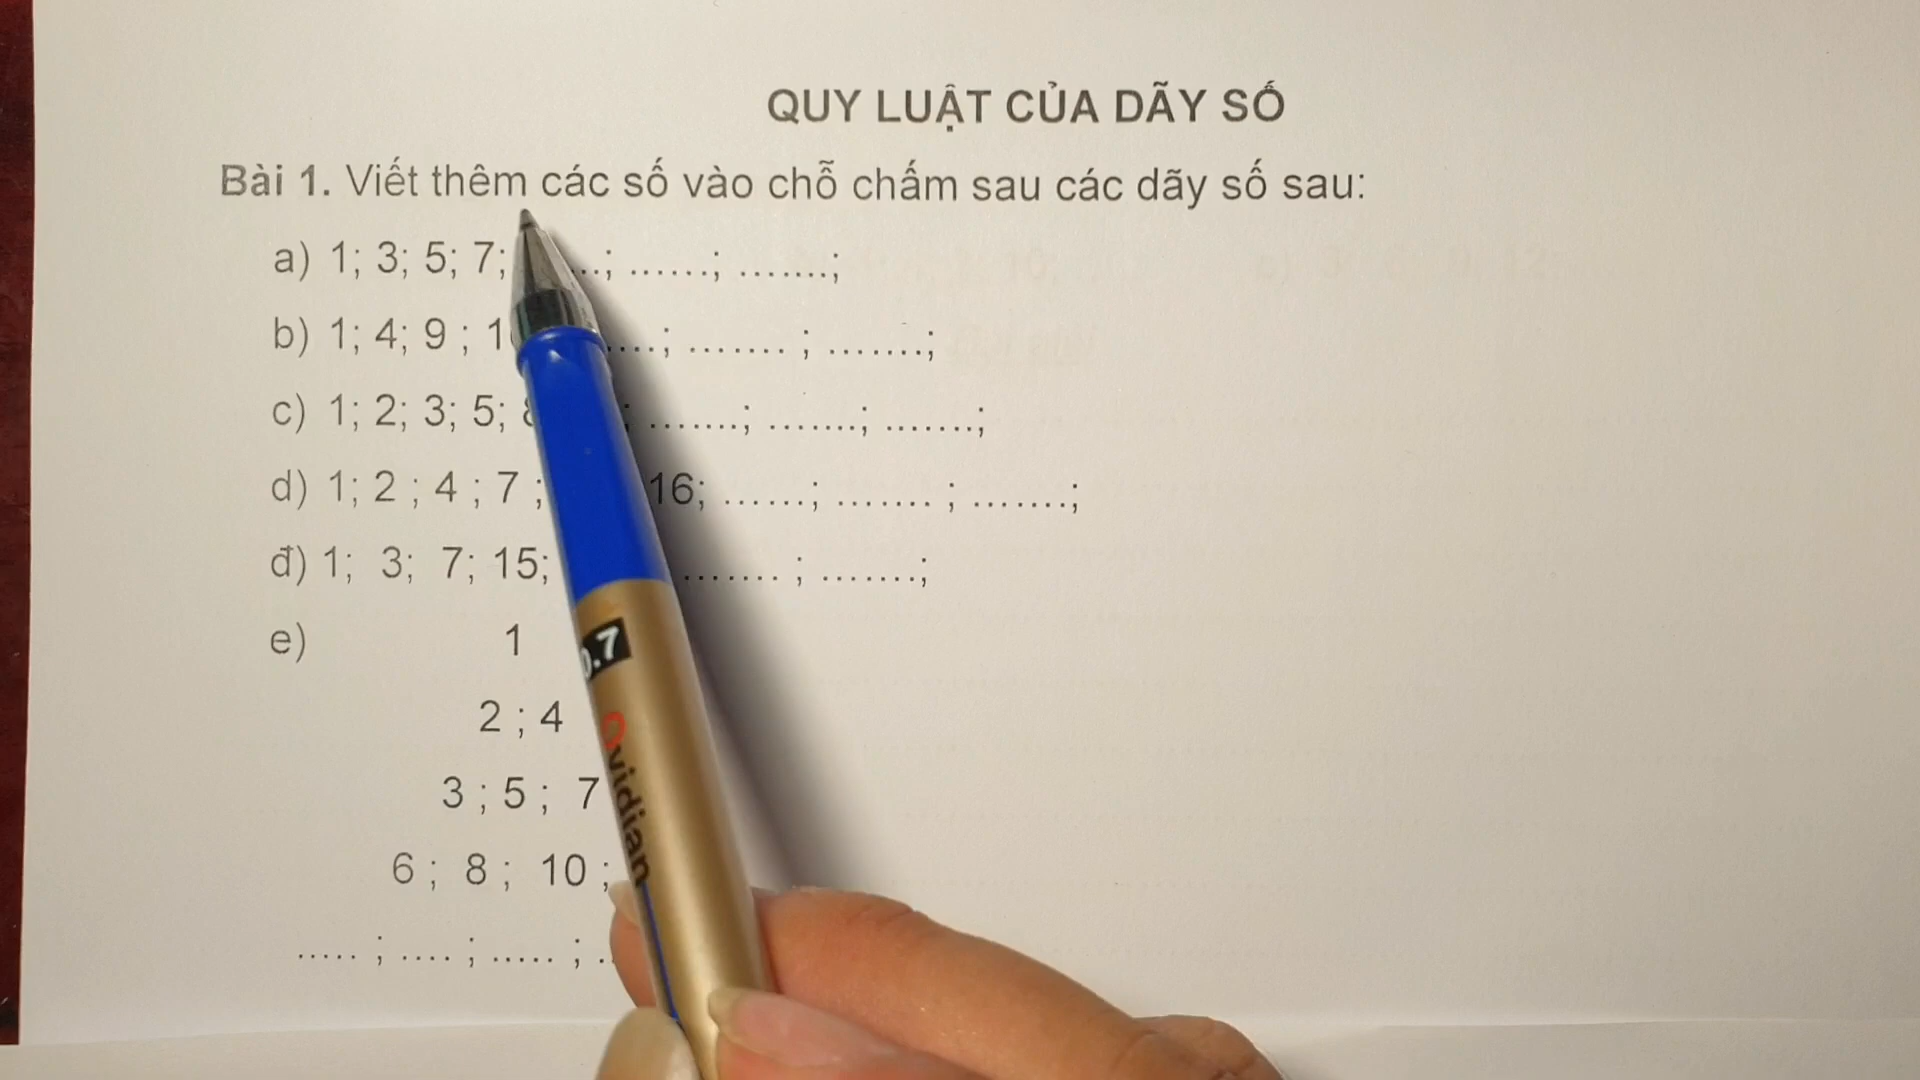 QUY LUẬT CỦA DÃY SỐ
Bài 1. Viết thêm các số vào chỗ chấm sau các dãy số sau:
a) 1; 3; 5; 7; ...; .......; ........;
b) 1; 4; 9 ; ....; ........ ; ........;
c) 1; 2; 3; 5; ; ........; ........; ........;
d) 1; 2 ; 4 ; 7 ; 16; .......; ........ ; ........;
đ) 1; 3; 7; 15; ........ ; ........;
e) 1
2 ; 4
3 ; 5 ; 7
6 ; 8 ; 10 ;
..... ; .... ; ..... ; .
0.7
Ovidian